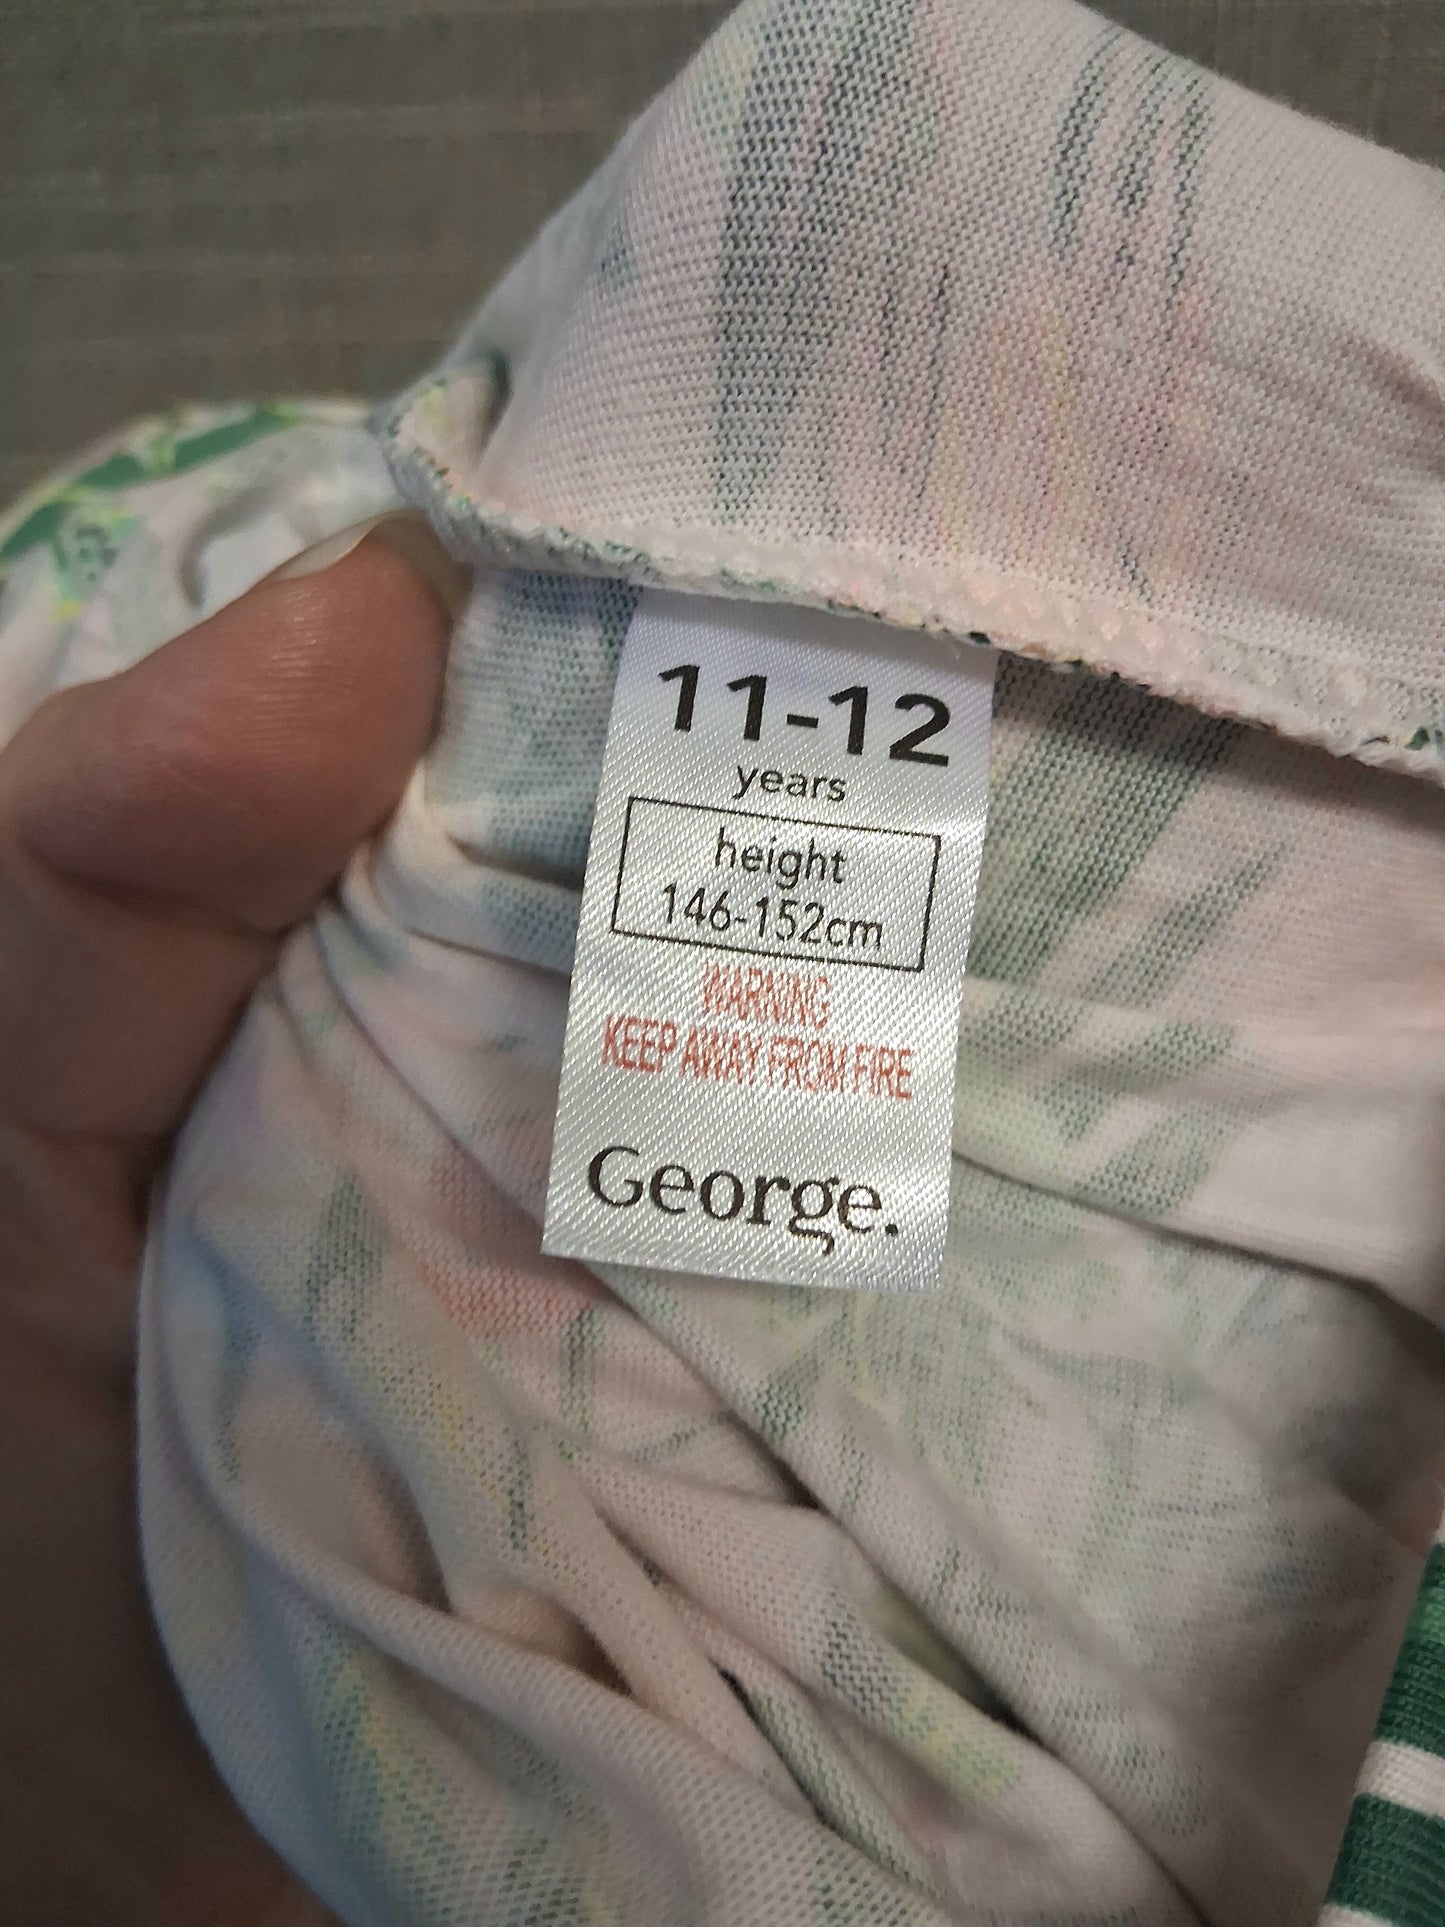 11-12
years
height
146-152cm
WARNING
KEEP AWAY FROM FIRE
George.